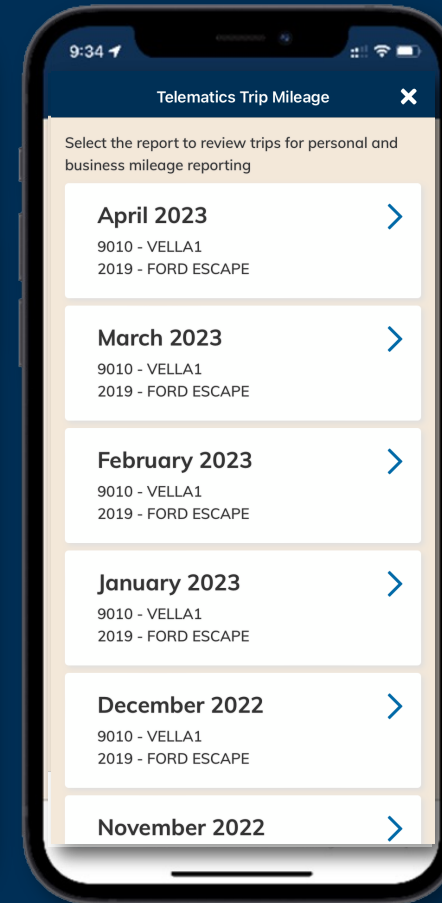 9:34
Telematics Trip Mileage
Select the report to review trips for personal and
business mileage reporting
April 2023
9010 - VELLA1
2019 - FORD ESCAPE
March 2023
9010 - VELLA1
2019 - FORD ESCAPE
February 2023
9010 - VELLA1
2019 - FORD ESCAPE
January 2023
9010 - VELLA1
2019 - FORD ESCAPE
December 2022
9010 - VELLA1
2019 - FORD ESCAPE
November 2022